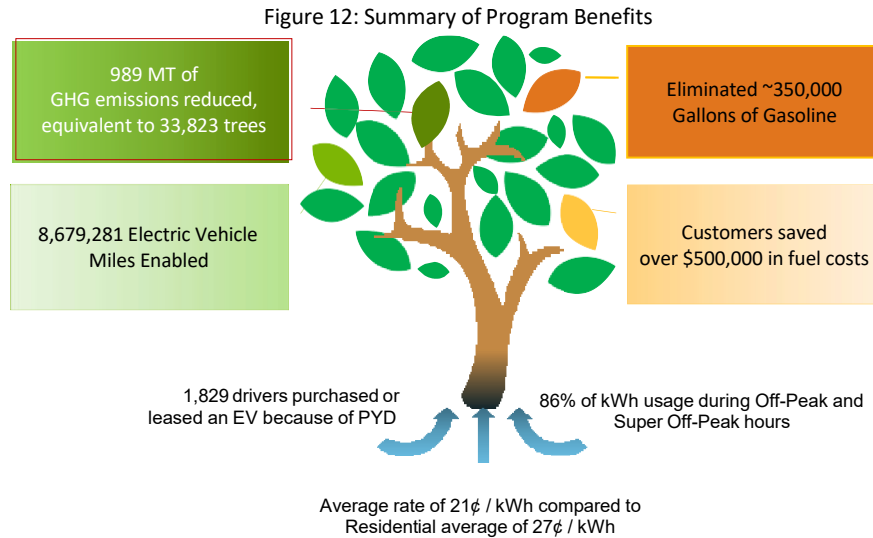 Figure 12: Summary of Program Benefits
989 MT of
GHG emissions reduced,
equivalent to 33,823 trees
Eliminated ~350,000
Gallons of Gasoline
8,679,281 Electric Vehicle
Miles Enabled
Customers saved
over $500,000 in fuel costs
1,829 drivers purchased or
leased an EV because of PYD
86% of kWh usage during Off-Peak and
Super Off-Peak hours
Average rate of 21¢ / kWh compared to
Residential average of 27¢ / kWh